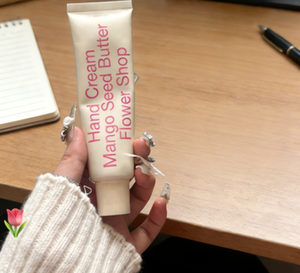 Hand Cream
Mango Seed Butter
Flower Shop